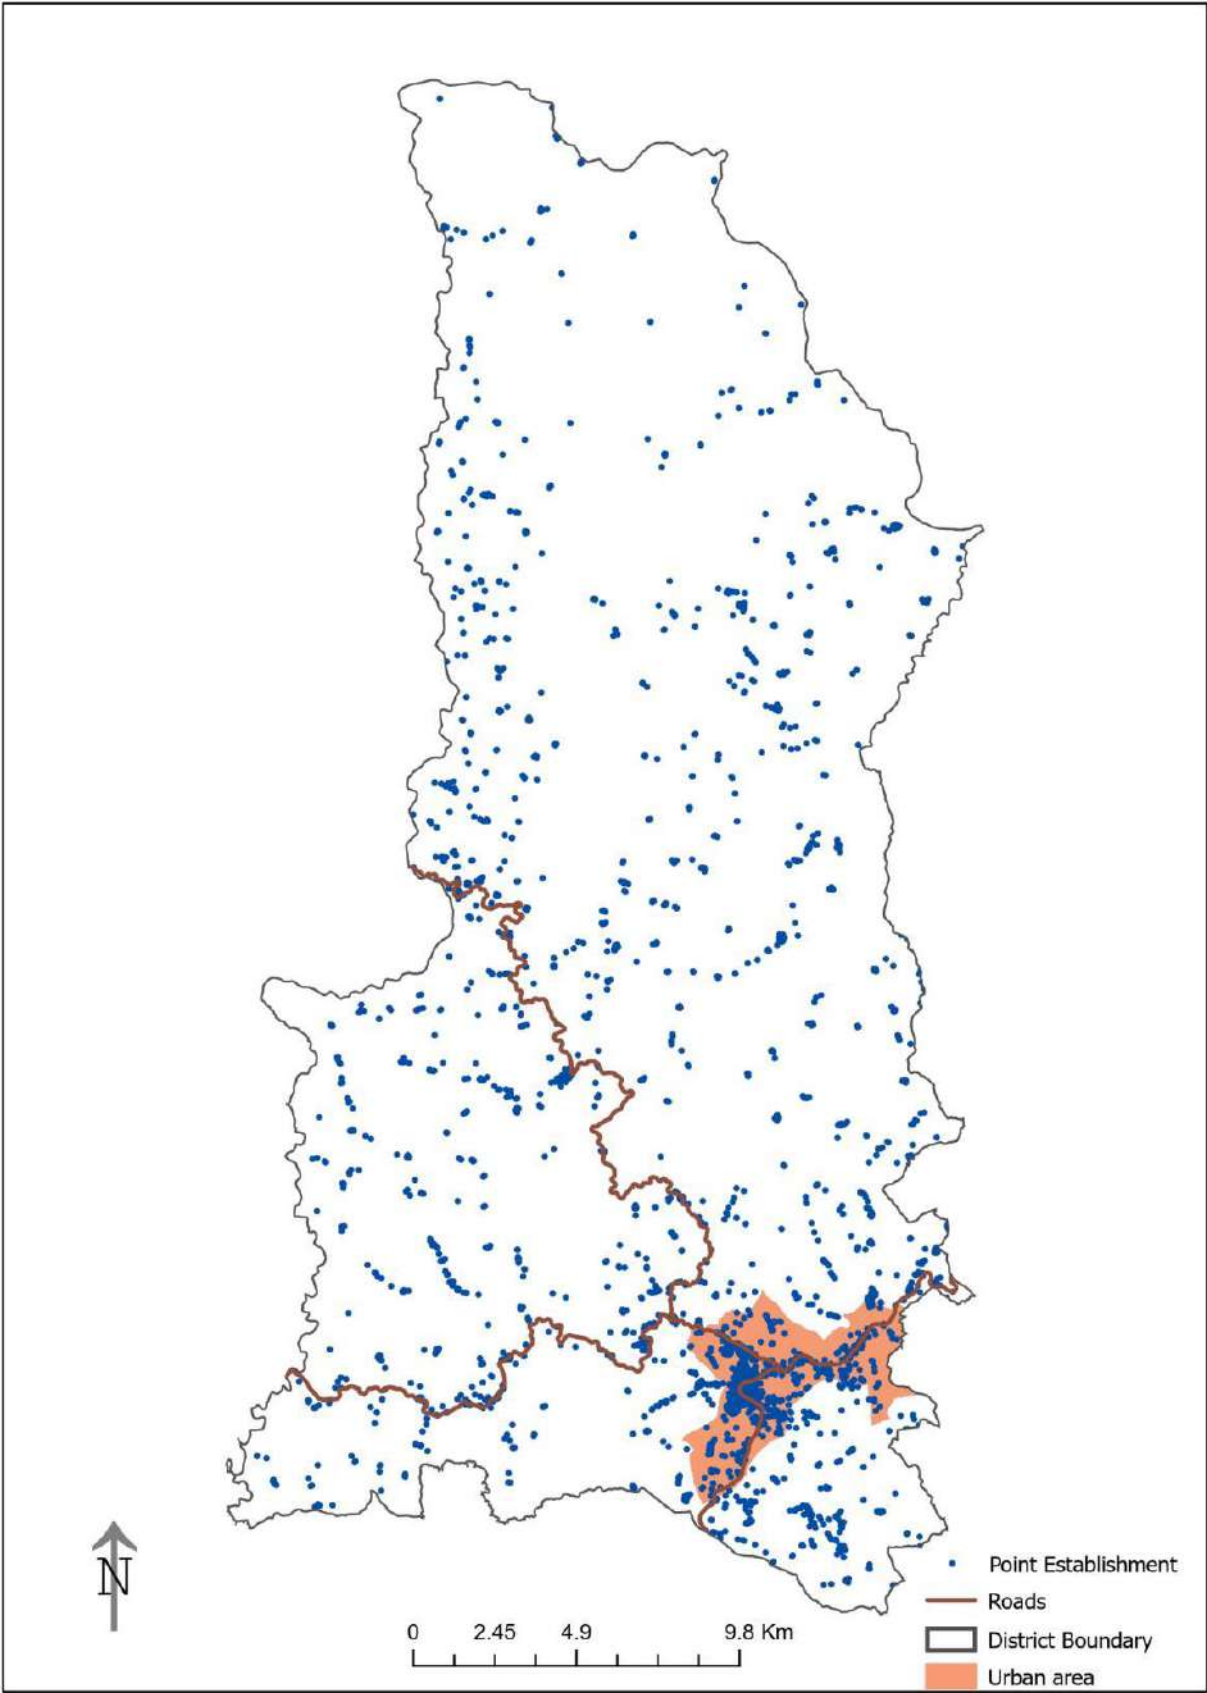 N
Point Establishment
Roads
District Boundary
Urban area
0 2.45 4.9 9.8 Km